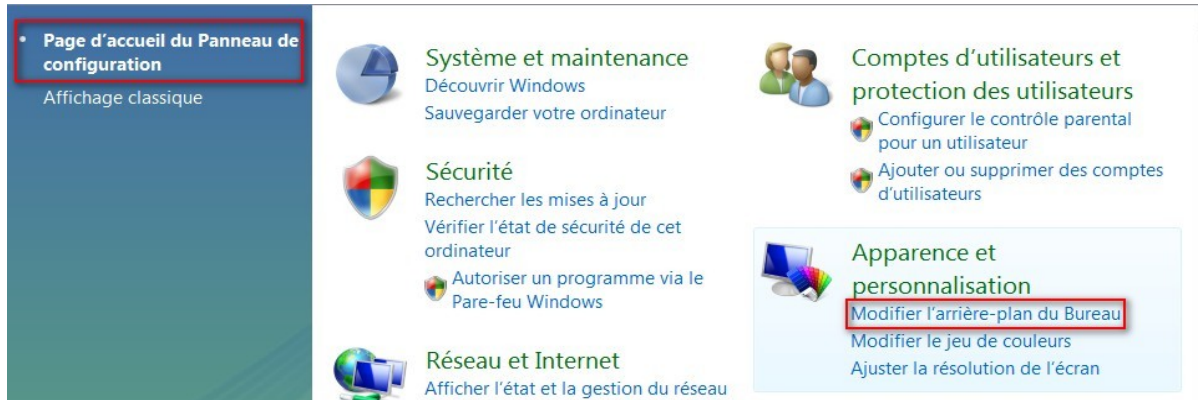 Page d’accueil du Panneau de
configuration
Affichage classique
Système et maintenance
Découvrir Windows
Sauvegarder votre ordinateur
Sécurité
Rechercher les mises à jour
Vérifier l’état de sécurité de cet
ordinateur
Autoriser un programme via le
Pare-feu Windows
Réseau et Internet
Afficher l’état et la gestion du réseau
Comptes d’utilisateurs et
protection des utilisateurs
Configurer le contrôle parental
pour un utilisateur
Ajouter ou supprimer des comptes
d’utilisateurs
Apparence et
personnalisation
Modifier l’arrière-plan du Bureau
Modifier le jeu de couleurs
Ajuster la résolution de l’écran